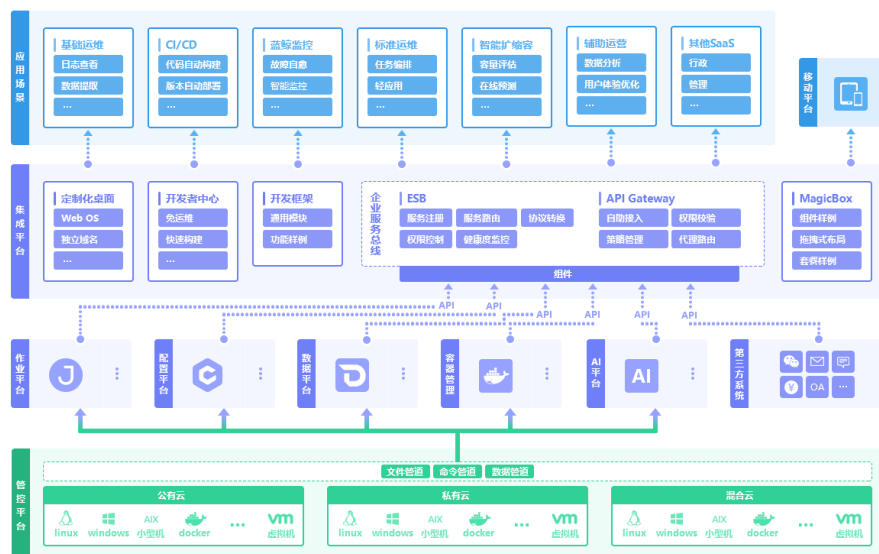 应用场景
基础运维
日志查看
数据提取
...
CI/CD
代码自动构建
版本自动部署
...
蓝鲸监控
故障自愈
智能监控
...
标准运维
任务编排
轻应用
...
智能扩缩容
容量评估
在线预测
...
辅助运营
数据分析
用户体验优化
...
其他SaaS
行政
管理
...
移动平台
集成平台
定制化桌面
Web OS
独立域名
...
开发者中心
免运维
快速构建
...
开发框架
通用模块
功能样例
企业服务总线
ESB
服务注册 服务路由 协议转换
权限控制 健康度监控
API Gateway
自助接入 权限校验
策略管理 代理路由
组件
MagicBox
组件样例
拖拽式布局
套餐样例
API API API API API API
作业平台
J
配置平台
C
数据平台
D
容器管理
AI平台
AI
第三方系统
¥ OA ...
管控平台
文件管道 命令管道 数据管道
公有云
linux windows AIX 小型机 docker ... vm 虚拟机
私有云
linux windows AIX 小型机 docker ... vm 虚拟机
混合云
linux windows AIX 小型机 docker ... vm 虚拟机